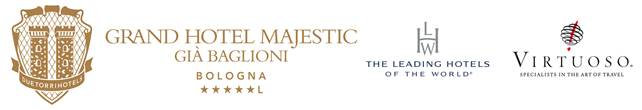 DUETORRIHOTELS
GRAND HOTEL MAJESTIC
GIÀ BAGLIONI
BOLOGNA
★★★★★L
LHW
THE LEADING HOTELS
OF THE WORLD®
VIRTUOSO.
SPECIALISTS IN THE ART OF TRAVEL